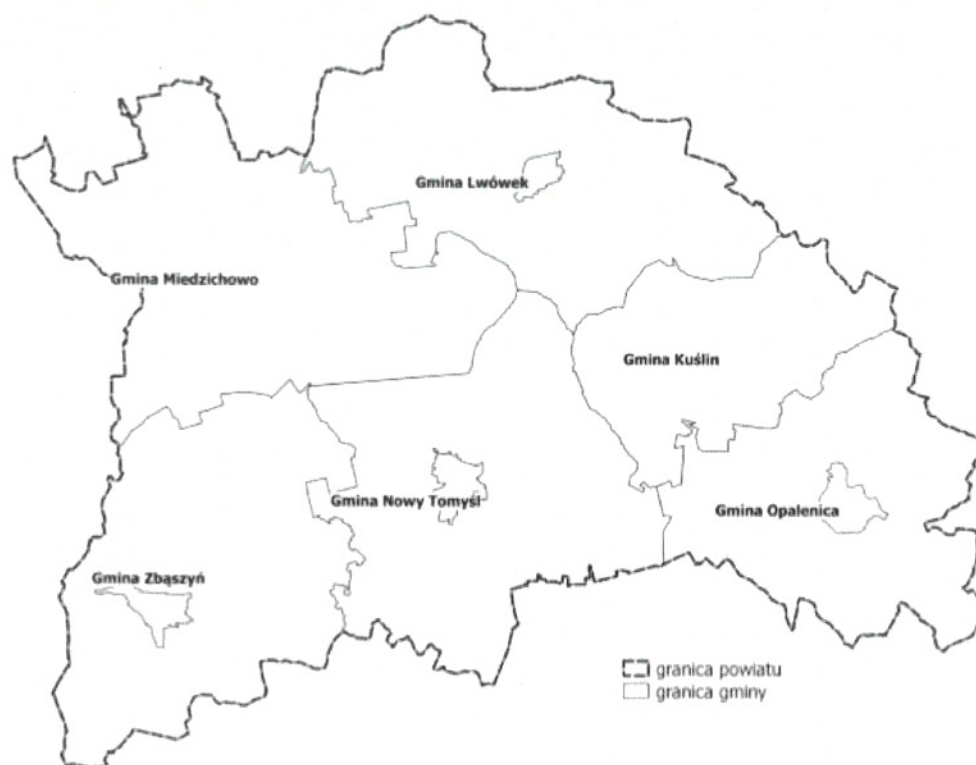 Gmina Lwówek
Gmina Miedzichowo
Gmina Kuślin
Gmina Nowy Tomyśl
Gmina Opalenica
Gmina Zbąszyń
granica powiatu
granica gminy